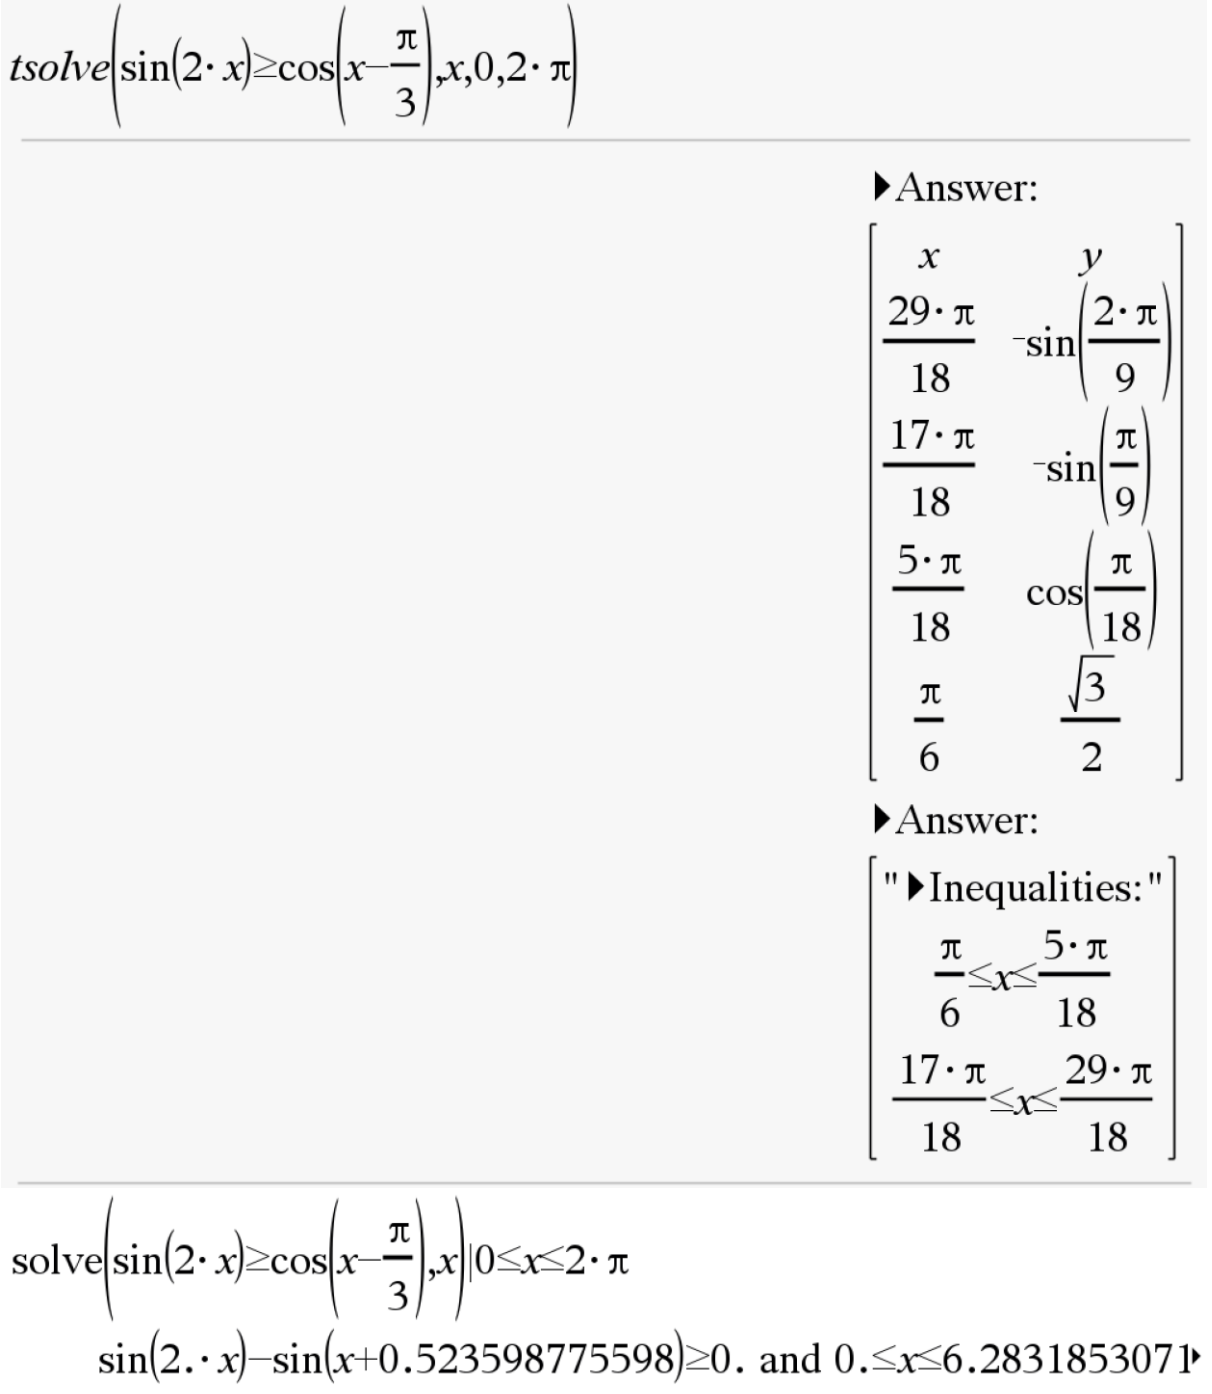 tsolve(sin(2·x)≥cos(x−π/3),x,0,2·π)
▶Answer:
[x y
29·π/18 ⁻sin(2·π/9)
17·π/18 ⁻sin(π/9)
5·π/18 cos(π/18)
π/6 √3/2]
▶Answer:
["▶Inequalities:"
π/6≤x≤5·π/18
17·π/18≤x≤29·π/18]
solve(sin(2·x)≥cos(x−π/3),x)|0≤x≤2·π
sin(2.·x)−sin(x+0.523598775598)≥0. and 0.≤x≤6.2831853071▸